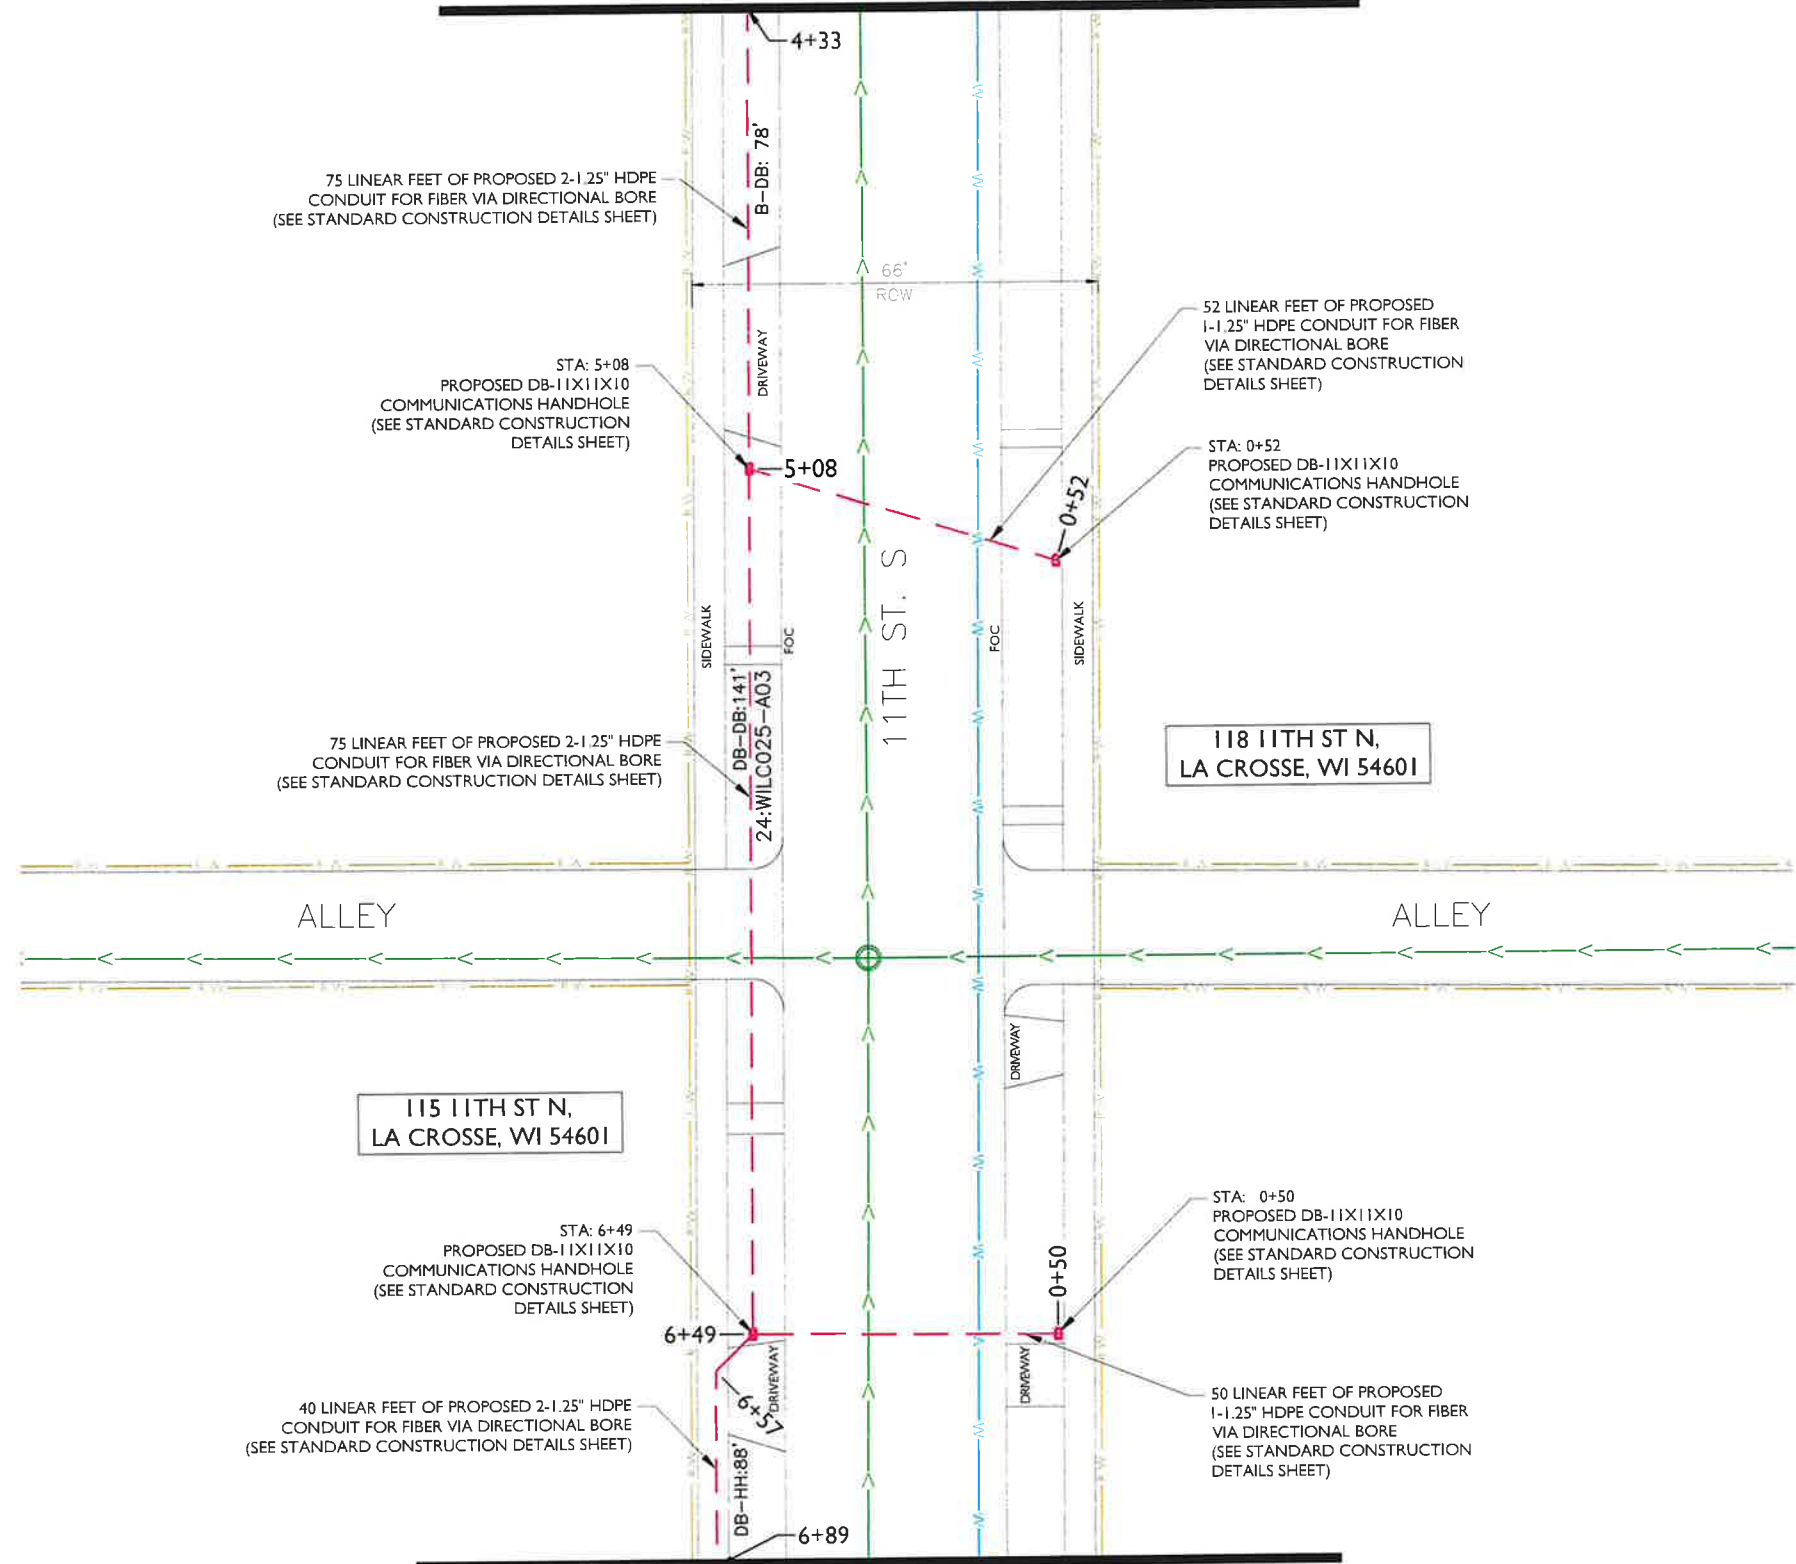 4+33
B-DB: 78'
75 LINEAR FEET OF PROPOSED 2-1.25" HDPE
CONDUIT FOR FIBER VIA DIRECTIONAL BORE
(SEE STANDARD CONSTRUCTION DETAILS SHEET)
66'
ROW
52 LINEAR FEET OF PROPOSED
1-1.25" HDPE CONDUIT FOR FIBER
VIA DIRECTIONAL BORE
(SEE STANDARD CONSTRUCTION
DETAILS SHEET)
DRIVEWAY
STA: 5+08
PROPOSED DB-11X11X10
COMMUNICATIONS HANDHOLE
(SEE STANDARD CONSTRUCTION
DETAILS SHEET)
5+08
0+52
STA: 0+52
PROPOSED DB-11X11X10
COMMUNICATIONS HANDHOLE
(SEE STANDARD CONSTRUCTION
DETAILS SHEET)
SIDEWALK
FOC
11TH ST. S
FOC
SIDEWALK
DB-DB:141'
24:WILC025-A03
75 LINEAR FEET OF PROPOSED 2-1.25" HDPE
CONDUIT FOR FIBER VIA DIRECTIONAL BORE
(SEE STANDARD CONSTRUCTION DETAILS SHEET)
118 11TH ST N,
LA CROSSE, WI 54601
ALLEY
ALLEY
DRIVEWAY
115 11TH ST N,
LA CROSSE, WI 54601
STA: 6+49
PROPOSED DB-11X11X10
COMMUNICATIONS HANDHOLE
(SEE STANDARD CONSTRUCTION
DETAILS SHEET)
6+49
0+50
STA: 0+50
PROPOSED DB-11X11X10
COMMUNICATIONS HANDHOLE
(SEE STANDARD CONSTRUCTION
DETAILS SHEET)
DRIVEWAY
DRIVEWAY
6+57
40 LINEAR FEET OF PROPOSED 2-1.25" HDPE
CONDUIT FOR FIBER VIA DIRECTIONAL BORE
(SEE STANDARD CONSTRUCTION DETAILS SHEET)
50 LINEAR FEET OF PROPOSED
1-1.25" HDPE CONDUIT FOR FIBER
VIA DIRECTIONAL BORE
(SEE STANDARD CONSTRUCTION
DETAILS SHEET)
DB-HH:88'
6+89